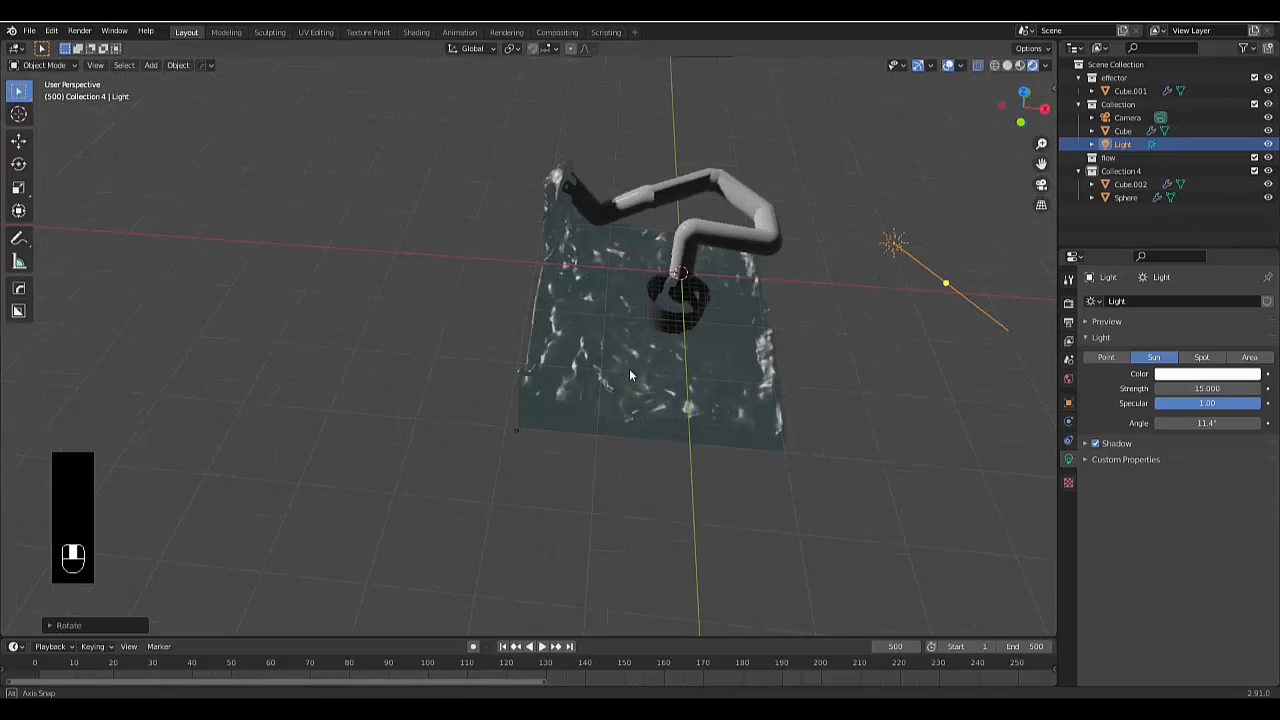 File Edit Render Window Help Layout Modeling Sculpting UV Editing Texture Paint Shading Animation Rendering Compositing Scripting + Scene View Layer
Global Options
Object Mode View Select Add Object
User Perspective
(500) Collection 4 | Light
Z
X
Scene Collection
effector
Cube.001
Collection
Camera
Cube
Light
flow
Collection 4
Cube.002
Sphere
Light Light
Light
Preview
Light
Point Sun Spot Area
Color
Strength 15.000
Specular 1.00
Angle 11.4°
Shadow
Custom Properties
Rotate
Playback Keying View Marker 500 Start 1 End 500
0 10 20 30 40 50 60 70 80 90 100 110 120 130 140 150 160 170 180 190 200 210 220 230 240 250
Alt Axis Snap 2.91.0